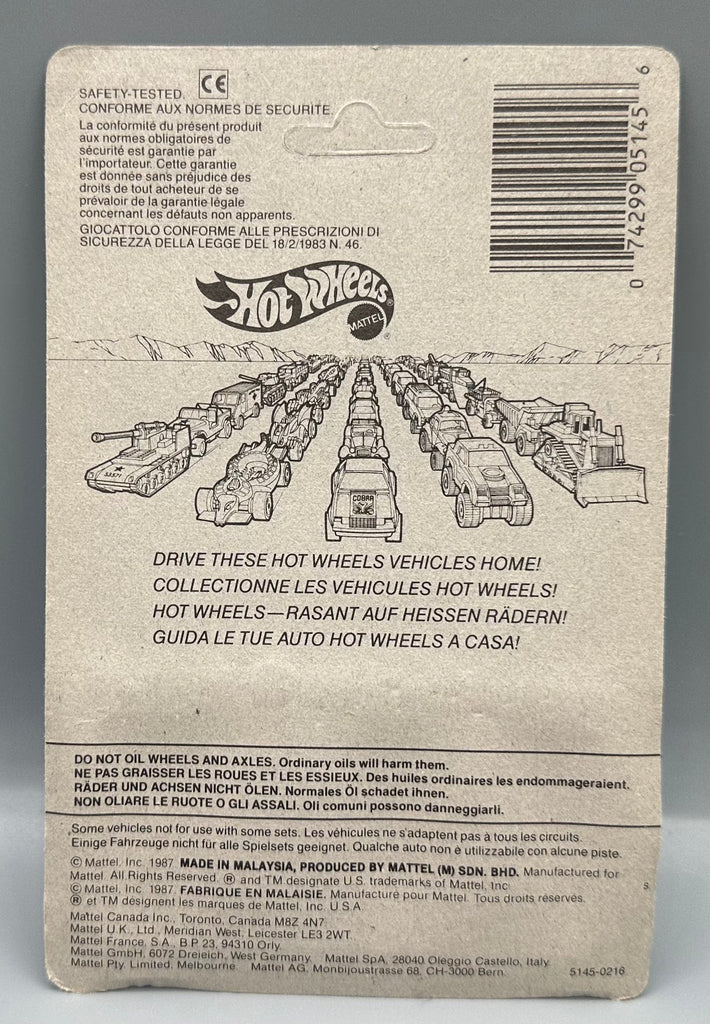 SAFETY-TESTED. CE
CONFORME AUX NORMES DE SECURITE.
La conformité du présent produit
aux normes obligatoires de
sécurité est garantie par
l'importateur. Cette garantie
est donnée sans préjudice des
droits de tout acheteur de se
prévaloir de la garantie légale
concernant les défauts non apparents.
GIOCATTOLO CONFORME ALLE PRESCRIZIONI DI
SICUREZZA DELLA LEGGE DEL 18/2/1983 N. 46.
0 74299 05145 6
HOT WHEELS®
MATTEL®
53571
COBRA
DRIVE THESE HOT WHEELS VEHICLES HOME!
COLLECTIONNE LES VEHICULES HOT WHEELS!
HOT WHEELS—RASANT AUF HEISSEN RÄDERN!
GUIDA LE TUE AUTO HOT WHEELS A CASA!
DO NOT OIL WHEELS AND AXLES. Ordinary oils will harm them.
NE PAS GRAISSER LES ROUES ET LES ESSIEUX. Des huiles ordinaires les endommageraient.
RÄDER UND ACHSEN NICHT ÖLEN. Normales Öl schadet ihnen.
NON OLIARE LE RUOTE O GLI ASSALI. Oli comuni possono danneggiarli.
Some vehicles not for use with some sets. Les véhicules ne s'adaptent pas à tous les circuits.
Einige Fahrzeuge nicht für alle Spielsets geeignet. Qualche auto non è utilizzabile con alcune piste.
© Mattel, Inc. 1987. MADE IN MALAYSIA, PRODUCED BY MATTEL (M) SDN. BHD. Manufactured for
Mattel. All Rights Reserved. ® and TM designate U.S. trademarks of Mattel, Inc.
© Mattel, Inc. 1987. FABRIQUE EN MALAISIE. Manufacturé pour Mattel. Tous droits réservés.
® et TM désignent les marques de Mattel, Inc. U.S.A.
Mattel Canada Inc., Toronto, Canada M8Z 4N7.
Mattel U.K., Ltd., Meridian West, Leicester LE3 2WT.
Mattel France, S.A., B.P. 23, 94310 Orly.
Mattel GmbH, 6072 Dreieich, West Germany. Mattel SpA, 28040 Oleggio Castello, Italy.
Mattel Pty. Limited, Melbourne. Mattel AG. Monbijoustrasse 68, CH-3000 Bern.
5145-0216
S